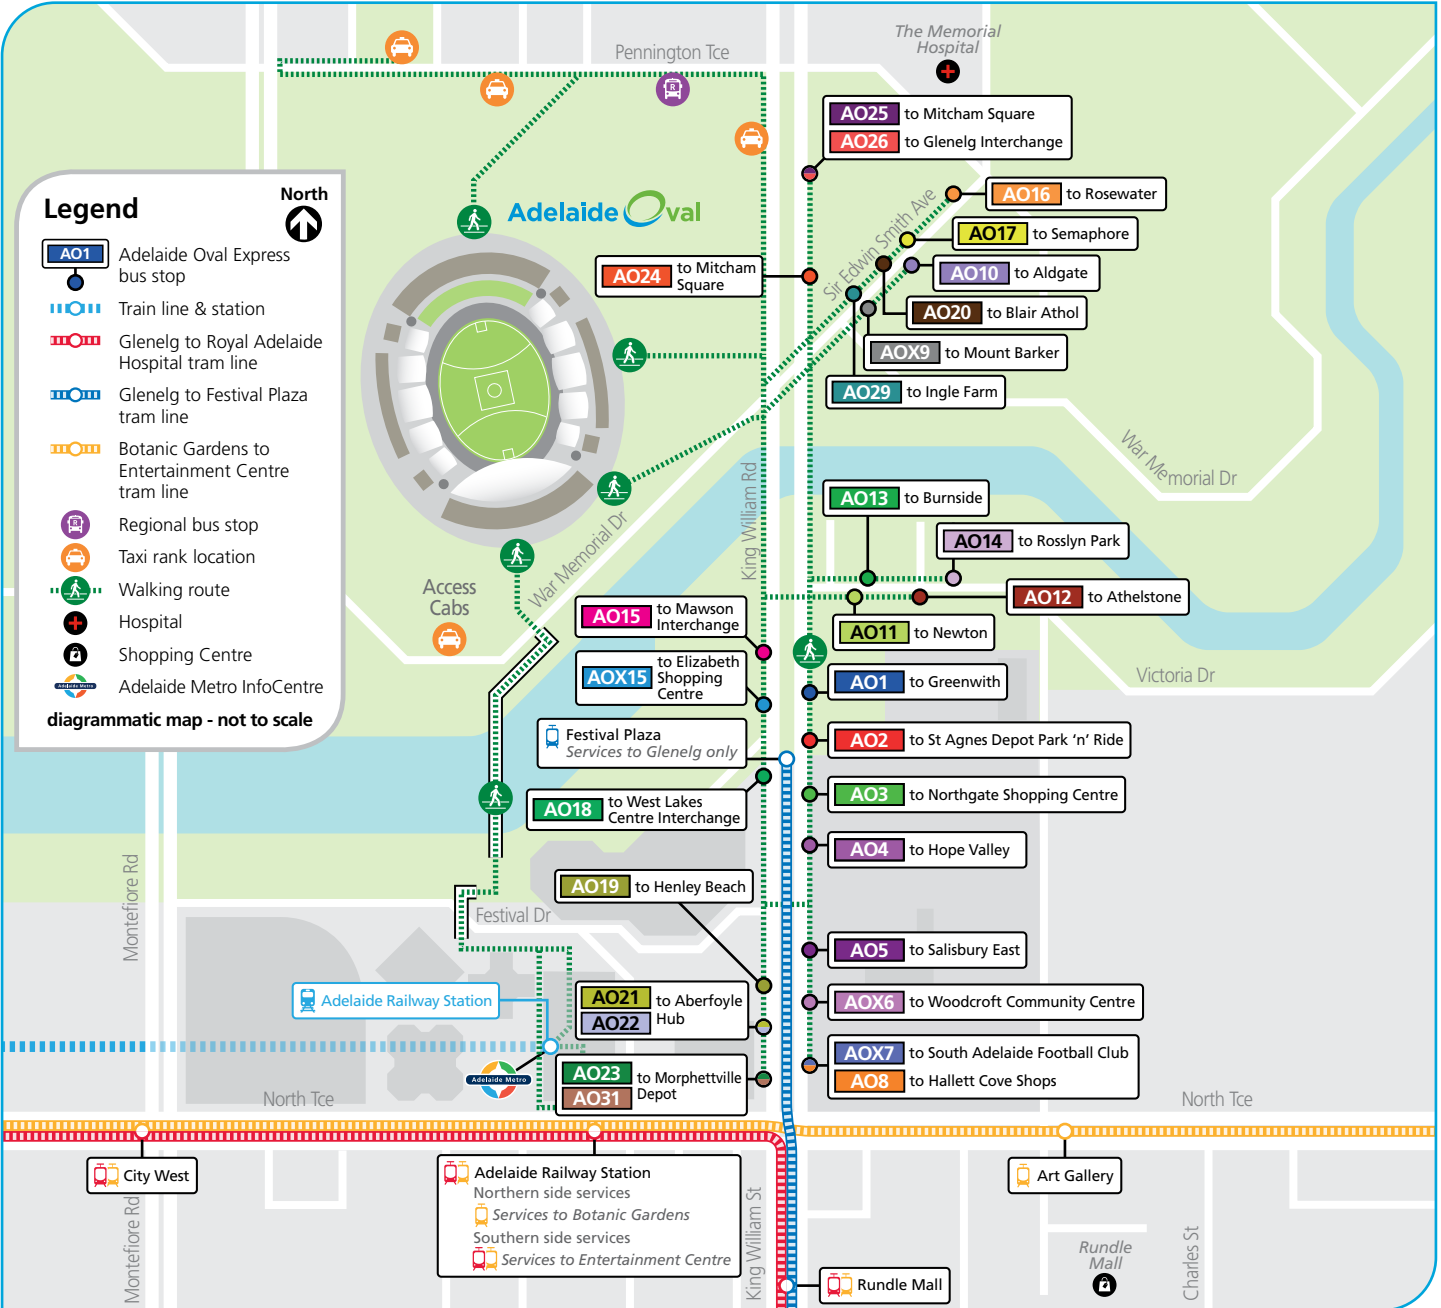 The Memorial
Hospital
Pennington Tce
R
AO25 to Mitcham Square
AO26 to Glenelg Interchange
Legend
North
AO1
Adelaide Oval Express
bus stop
Train line & station
Glenelg to Royal Adelaide
Hospital tram line
Glenelg to Festival Plaza
tram line
Botanic Gardens to
Entertainment Centre
tram line
R
Regional bus stop
Taxi rank location
Walking route
Hospital
Shopping Centre
Adelaide Metro
Adelaide Metro InfoCentre
diagrammatic map - not to scale
Adelaide Oval
Sir Edwin Smith Ave
AO16 to Rosewater
AO17 to Semaphore
AO24 to Mitcham
Square
AO10 to Aldgate
AO20 to Blair Athol
AOX9 to Mount Barker
AO29 to Ingle Farm
War Memorial Dr
King William Rd
AO13 to Burnside
War Memorial Dr
AO14 to Rosslyn Park
Access
Cabs
AO12 to Athelstone
AO15 to Mawson
Interchange
AO11 to Newton
AOX15 to Elizabeth
Shopping
Centre
AO1 to Greenwith
Victoria Dr
Festival Plaza
Services to Glenelg only
AO2 to St Agnes Depot Park ‘n’ Ride
AO18 to West Lakes
Centre Interchange
AO3 to Northgate Shopping Centre
AO4 to Hope Valley
AO19 to Henley Beach
Montefiore Rd
Festival Dr
AO5 to Salisbury East
Adelaide Railway Station
AO21 to Aberfoyle
AO22 Hub
AOX6 to Woodcroft Community Centre
AOX7 to South Adelaide Football Club
AO8 to Hallett Cove Shops
AO23 to Morphettville
AO31 Depot
Adelaide Metro
North Tce
North Tce
City West
Adelaide Railway Station
Northern side services
Services to Botanic Gardens
Southern side services
Services to Entertainment Centre
Art Gallery
Montefiore Rd
King William St
Rundle Mall
Rundle
Mall
Charles St